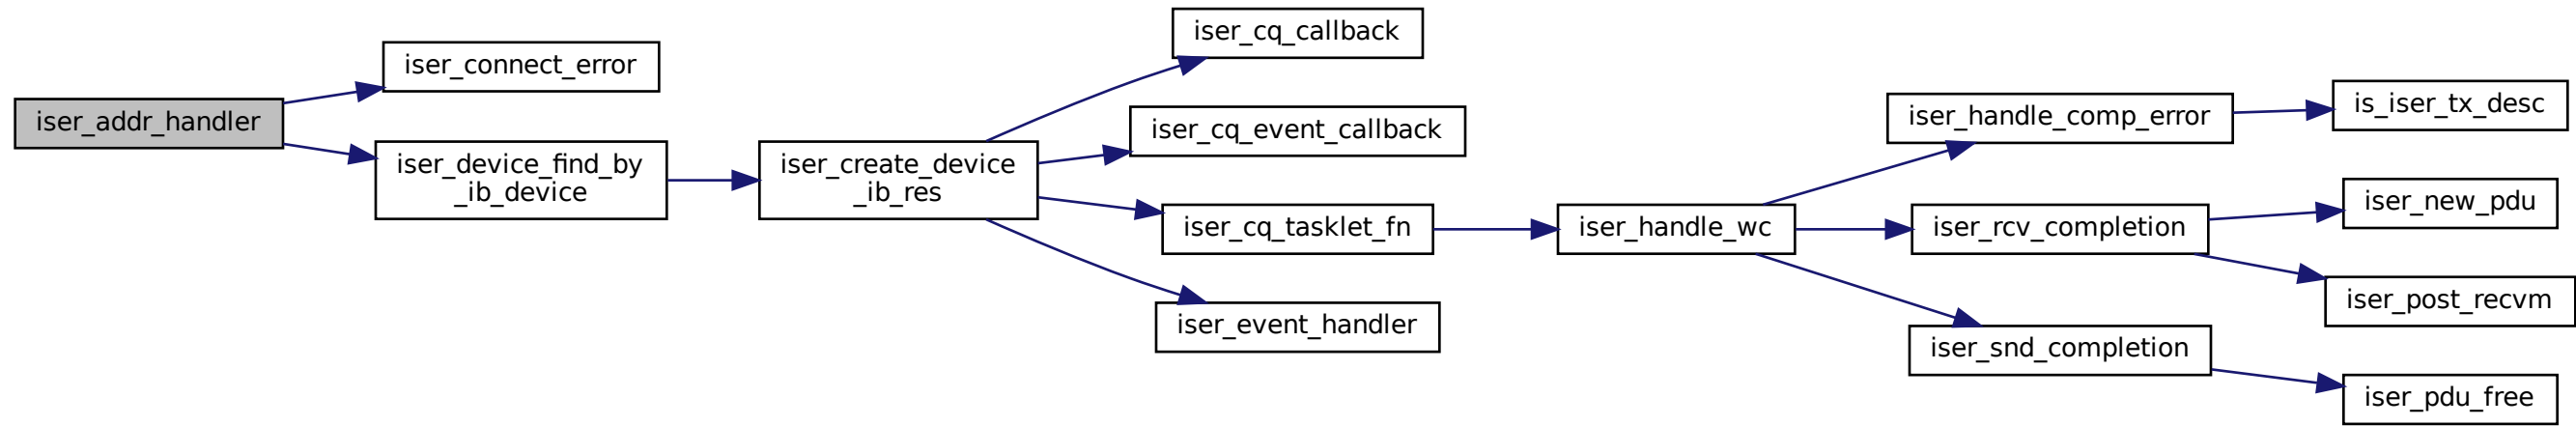 iser_addr_handler
iser_connect_error
iser_device_find_by
_ib_device
iser_create_device
_ib_res
iser_cq_callback
iser_cq_event_callback
iser_cq_tasklet_fn
iser_event_handler
iser_handle_wc
iser_handle_comp_error
iser_rcv_completion
iser_snd_completion
is_iser_tx_desc
iser_new_pdu
iser_post_recvm
iser_pdu_free